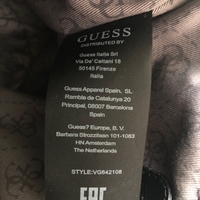 GUESS
DISTRIBUTED BY
Guess Italia Srl
Via De' Cattani 18
50145 Firenze
Italia
Guess Apparel Spain, SL
Rambla de Catalunya 20
Principal, 08007 Barcelona
Spain
Guess? Europe, B.V.
Barbara Strozzilaan 101-1083
HN Amsterdam
The Netherlands
STYLE:VG642108
EAC